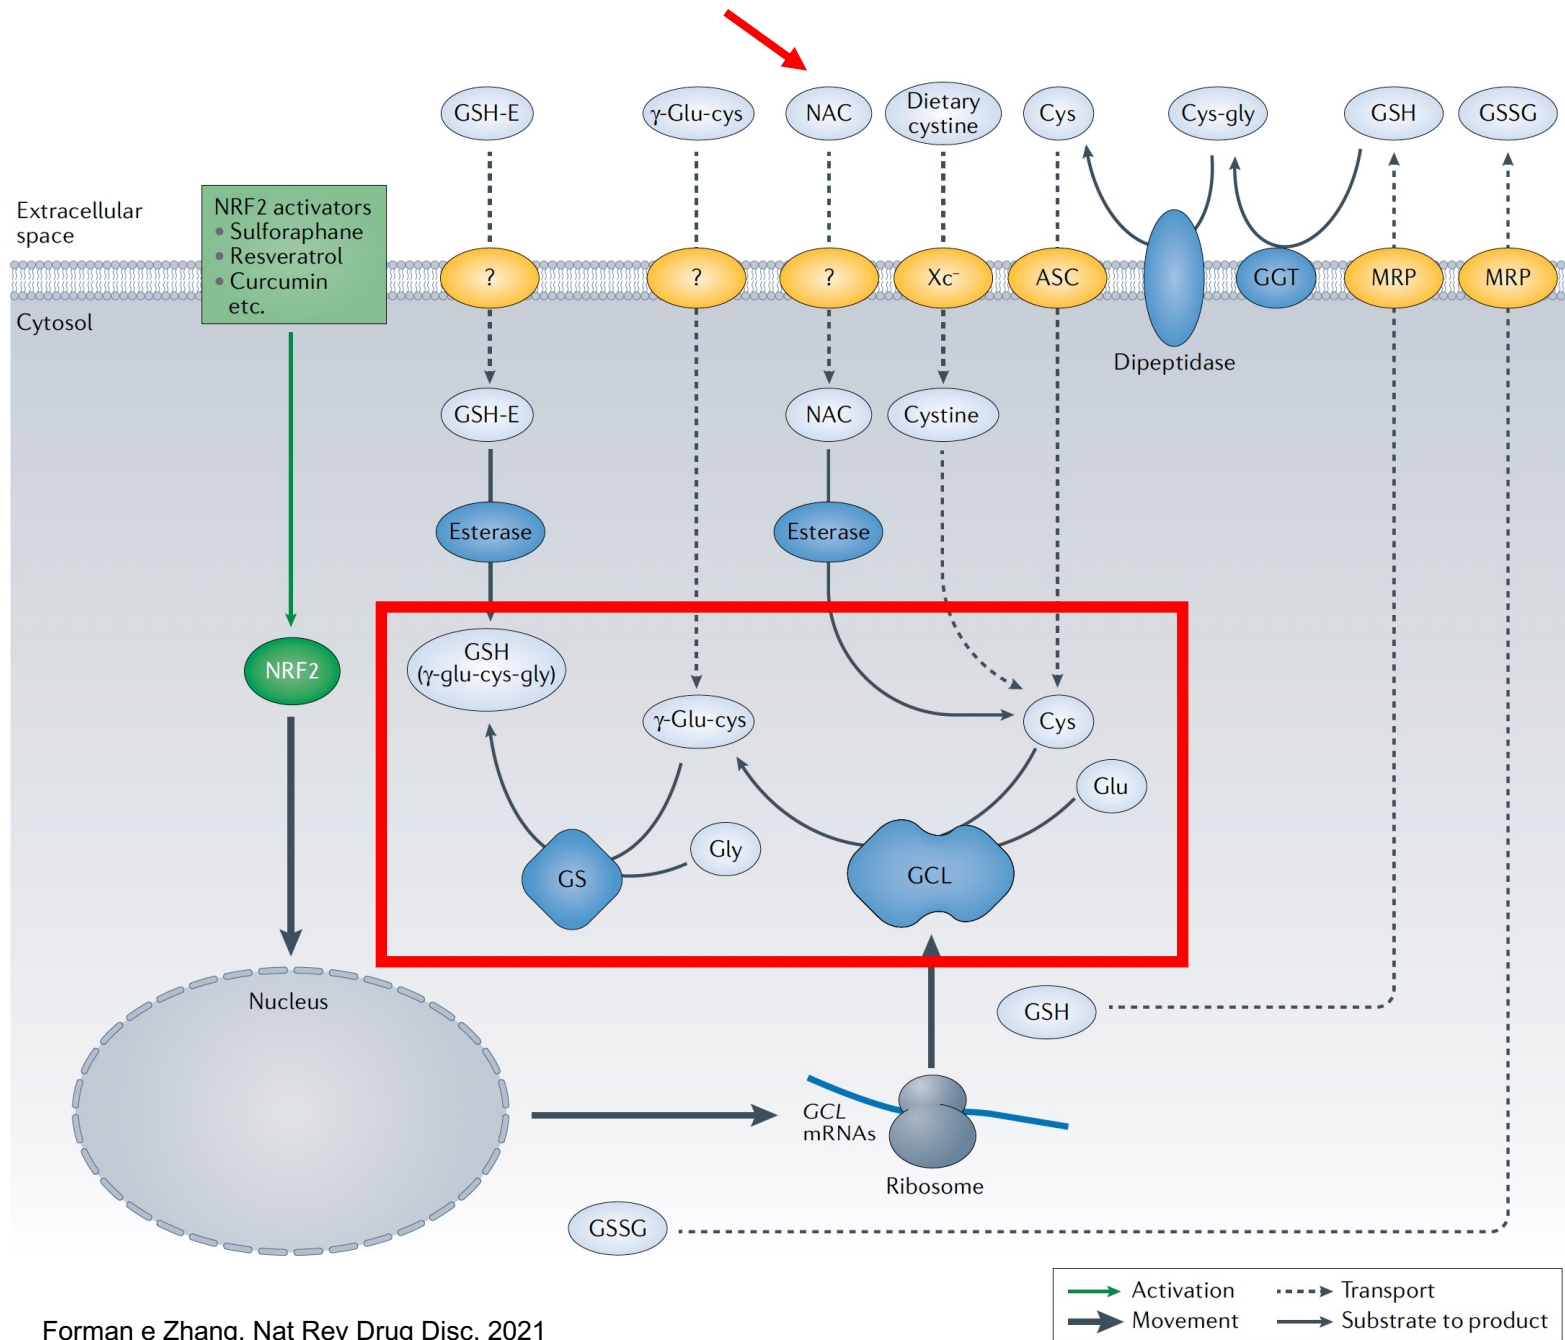 GSH-E
γ-Glu-cys
NAC
Dietary
cystine
Cys
Cys-gly
GSH
GSSG
Extracellular
space
NRF2 activators
• Sulforaphane
• Resveratrol
• Curcumin
etc.
?
?
?
Xc⁻
ASC
GGT
MRP
MRP
Cytosol
Dipeptidase
GSH-E
NAC
Cystine
Esterase
Esterase
NRF2
GSH
(γ-glu-cys-gly)
γ-Glu-cys
Cys
Glu
Gly
GS
GCL
Nucleus
GSH
GCL
mRNAs
Ribosome
GSSG
Activation
Transport
Movement
Substrate to product
Forman e Zhang, Nat Rev Drug Disc, 2021